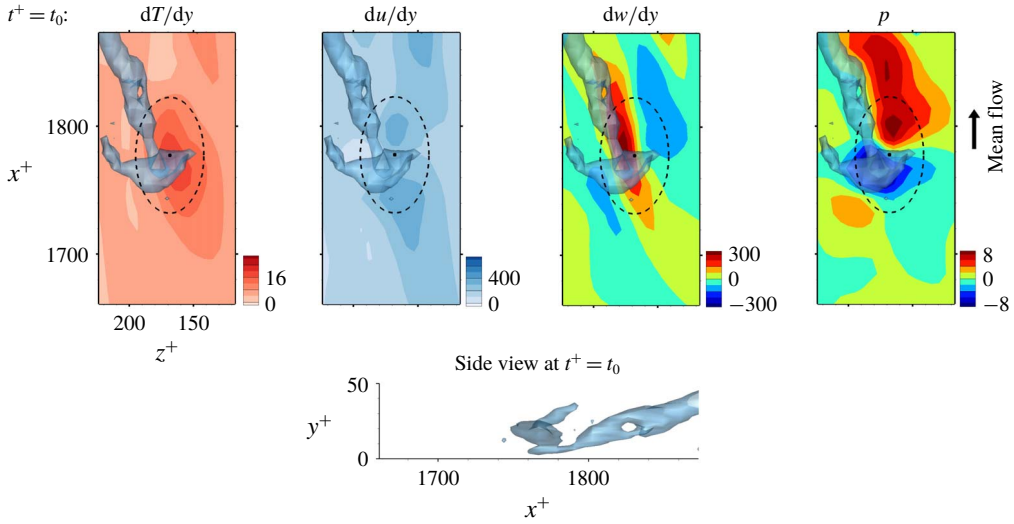 t⁺ = t₀: dT/dy du/dy dw/dy p
1800
x⁺
1700
16
0
400
0
300
0
−300
8
0
−8
Mean flow
200 150
z⁺
Side view at t⁺ = t₀
50
y⁺
0
1700 1800
x⁺